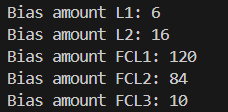 Bias amount L1: 6
Bias amount L2: 16
Bias amount FCL1: 120
Bias amount FCL2: 84
Bias amount FCL3: 10